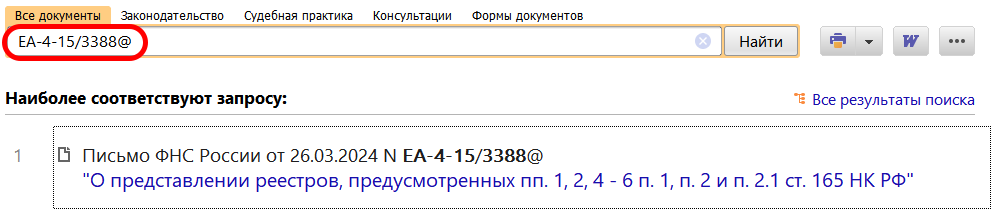 Все документы Законодательство Судебная практика Консультации Формы документов
ЕА-4-15/3388@ Найти W
Наиболее соответствуют запросу: Все результаты поиска
1 Письмо ФНС России от 26.03.2024 N ЕА-4-15/3388@
"О представлении реестров, предусмотренных пп. 1, 2, 4 - 6 п. 1, п. 2 и п. 2.1 ст. 165 НК РФ"